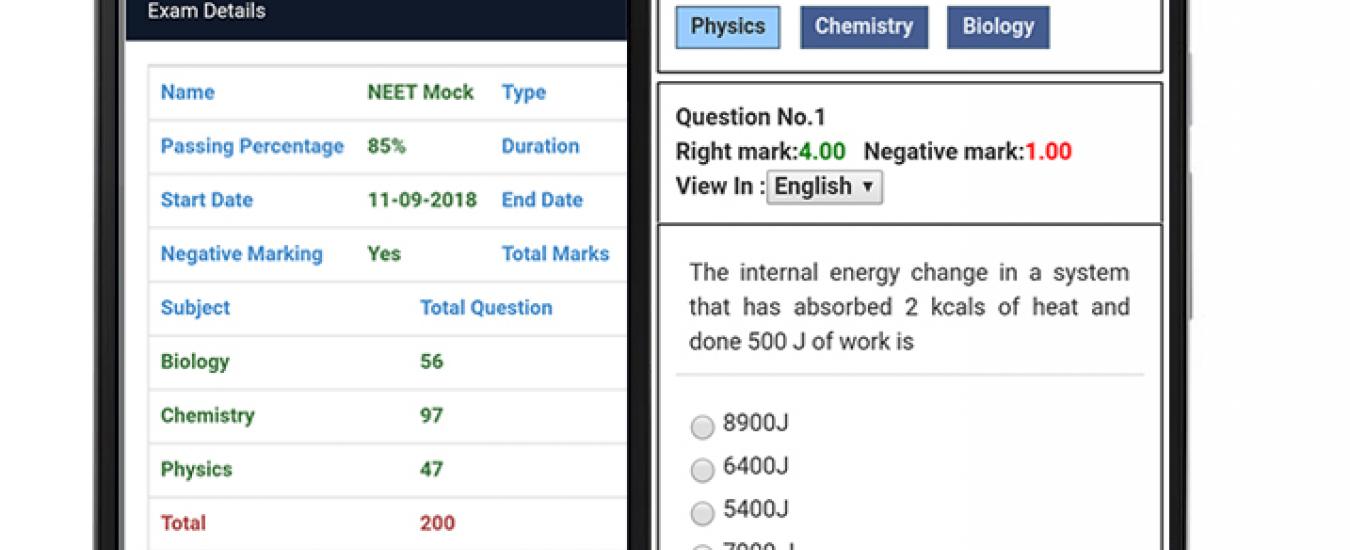 Exam Details
Name NEET Mock Type
Passing Percentage 85% Duration
Start Date 11-09-2018 End Date
Negative Marking Yes Total Marks
Subject Total Question
Biology 56
Chemistry 97
Physics 47
Total 200
Physics Chemistry Biology
Question No.1
Right mark:4.00 Negative mark:1.00
View In : English ▼
The internal energy change in a system
that has absorbed 2 kcals of heat and
done 500 J of work is
8900J
6400J
5400J